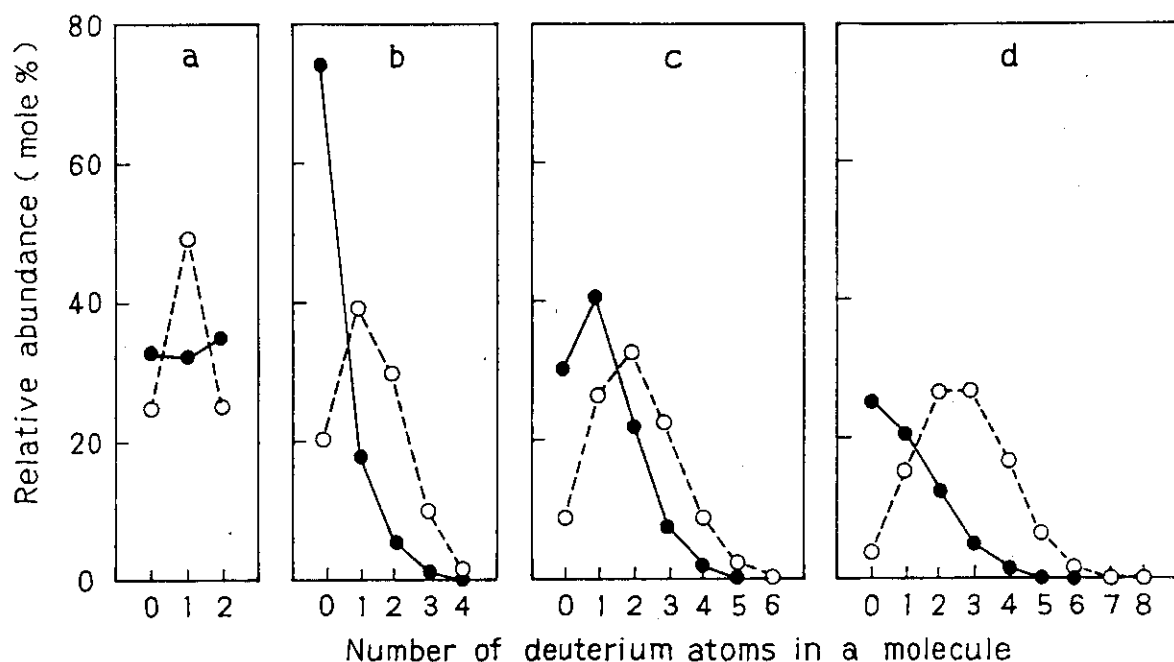 Relative abundance ( mole % )
80
60
40
20
0
a
b
c
d
0 1 2
0 1 2 3 4
0 1 2 3 4 5 6
0 1 2 3 4 5 6 7 8
Number of deuterium atoms in a molecule